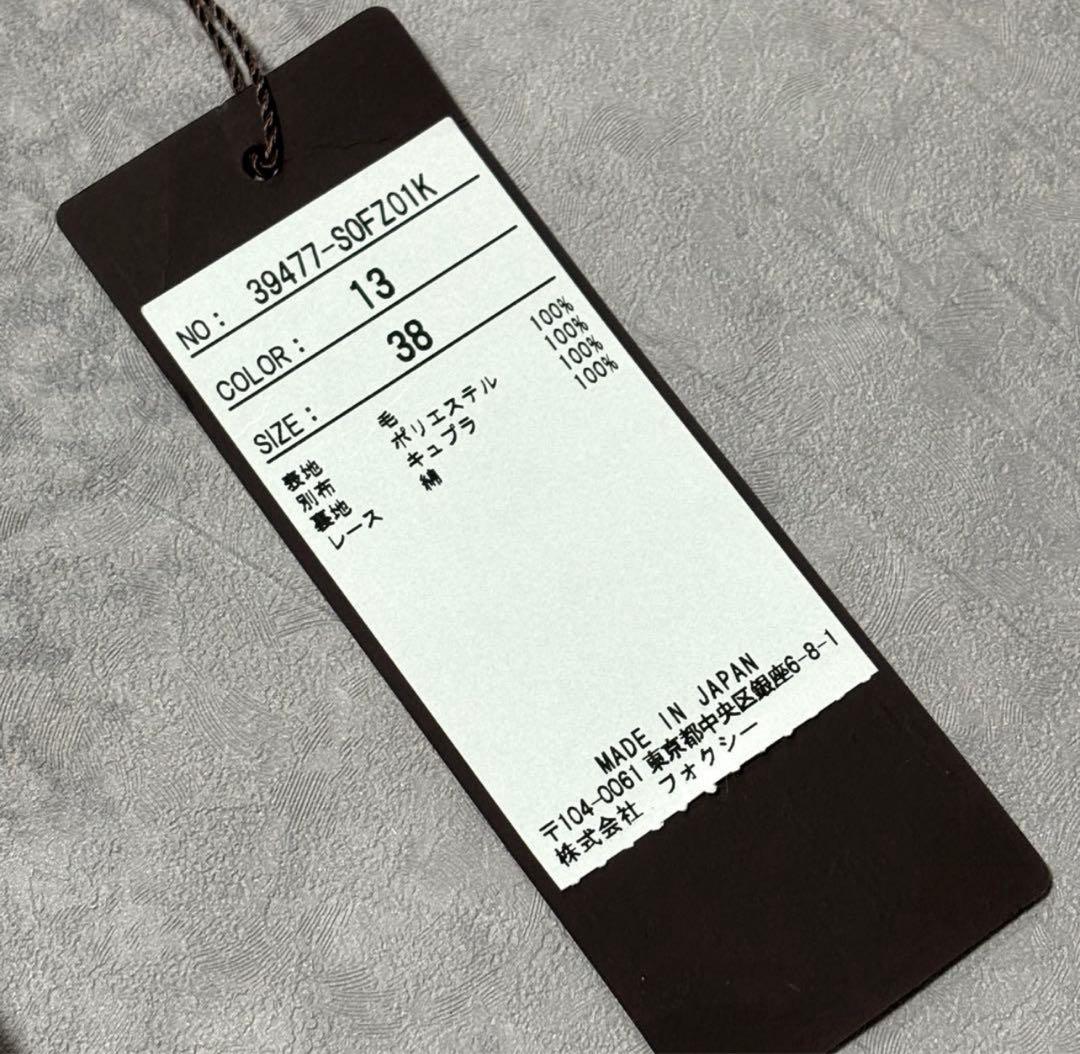 NO: 39477-SOFZ01K
COLOR: 13
SIZE: 38
表地 毛 100%
別布 ポリエステル 100%
裏地 キュプラ 100%
レース 綿 100%
MADE IN JAPAN
〒104-0061 東京都中央区銀座6-8-1
株式会社 フォクシー